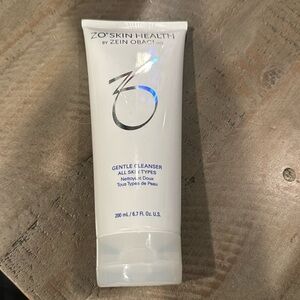 ZO® SKIN HEALTH
BY ZEIN OBAGI MD
GENTLE CLEANSER
ALL SKIN TYPES
Nettoyant Doux
Tous Types de Peau
200 mL / 6.7 Fl. Oz. U.S.